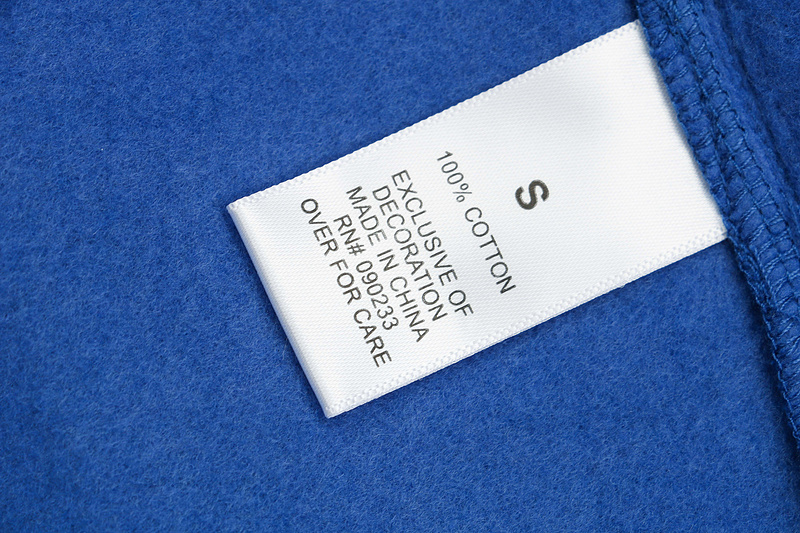 S
100% COTTON
EXCLUSIVE OF
DECORATION
MADE IN CHINA
RN# 090233
OVER FOR CARE